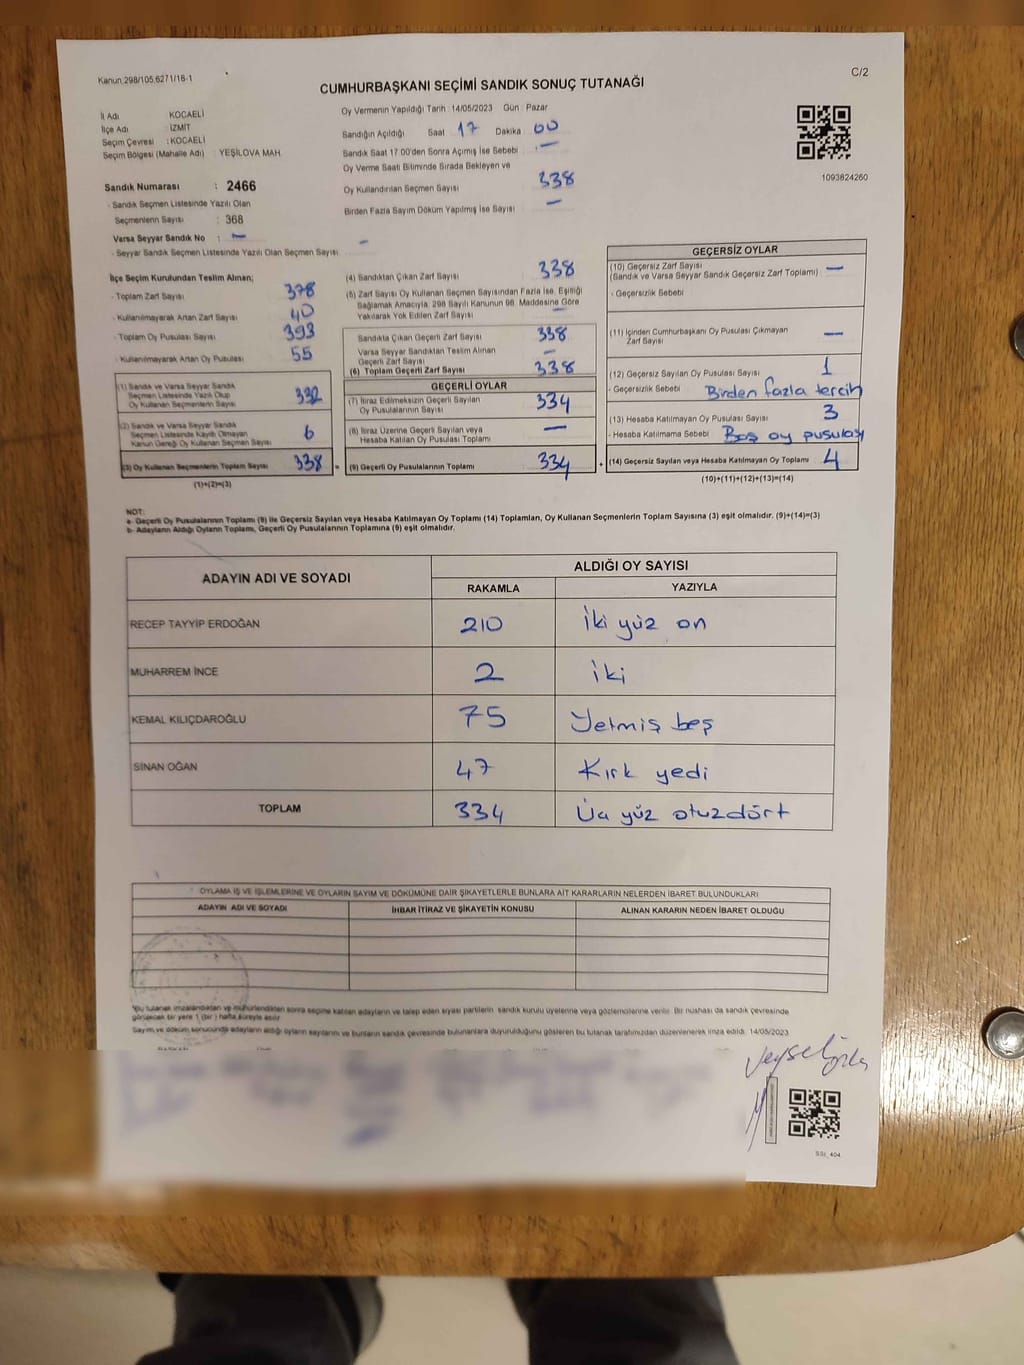 Kanun:298/105,6271/18-1
C/2
CUMHURBAŞKANI SEÇİMİ SANDIK SONUÇ TUTANAĞI
İl Adı KOCAELİ
İlçe Adı : İZMİT
Seçim Çevresi : KOCAELİ
Seçim Bölgesi (Mahalle Adı) : YEŞİLOVA MAH.
Sandık Numarası : 2466
- Sandık Seçmen Listesinde Yazılı Olan
Seçmenlerin Sayısı : 368
Varsa Seyyar Sandık No : -
- Seyyar Sandık Seçmen Listesinde Yazılı Olan Seçmen Sayısı : -
Oy Vermenin Yapıldığı Tarih : 14/05/2023 Gün : Pazar
Sandığın Açıldığı Saat 17 Dakika 00
Sandık Saat 17.00'den Sonra Açımış İse Sebebi : -
Oy Verme Saati Bitiminde Sırada Bekleyen ve
Oy Kullandırılan Seçmen Sayısı 338
Birden Fazla Sayım Döküm Yapılmış İse Sayısı : -
1093824260
İlçe Seçim Kurulundan Teslim Alınan;
- Toplam Zarf Sayısı 378
- Kullanılmayarak Artan Zarf Sayısı 40
- Toplam Oy Pusulası Sayısı 393
- Kullanılmayarak Artan Oy Pusulası 55
(1) Sandık ve Varsa Seyyar Sandık
Seçmen Listesinde Yazılı Olup
Oy Kullanan Seçmenlerin Sayısı 332
(2) Sandık ve Varsa Seyyar Sandık
Seçmen Listesinde Kayıtlı Olmayan
Kanun Gereği Oy Kullanan Seçmen Sayısı 6
(3) Oy Kullanan Seçmenlerin Toplam Sayısı 338
(1)+(2)=(3)
(4) Sandıktan Çıkan Zarf Sayısı 338
(5) Zarf Sayısı Oy Kullanan Seçmen Sayısından Fazla İse, Eşitliği
Sağlamak Amacıyla, 298 Sayılı Kanunun 98. Maddesine Göre
Yakılarak Yok Edilen Zarf Sayısı -
Sandıkta Çıkan Geçerli Zarf Sayısı 338
Varsa Seyyar Sandıktan Teslim Alınan
Geçerli Zarf Sayısı -
(6) Toplam Geçerli Zarf Sayısı 338
GEÇERLİ OYLAR
(7) İtiraz Edilmeksizin Geçerli Sayılan
Oy Pusulalarının Sayısı 334
(8) İtiraz Üzerine Geçerli Sayılan veya
Hesaba Katılan Oy Pusulası Toplamı -
= (9) Geçerli Oy Pusulalarının Toplamı 334
GEÇERSİZ OYLAR
(10) Geçersiz Zarf Sayısı
(Sandık ve Varsa Seyyar Sandık Geçersiz Zarf Toplamı) -
- Geçersizlik Sebebi
(11) İçinden Cumhurbaşkanı Oy Pusulası Çıkmayan
Zarf Sayısı -
(12) Geçersiz Sayılan Oy Pusulası Sayısı 1
- Geçersizlik Sebebi Birden fazla tercih
(13) Hesaba Katılmayan Oy Pusulası Sayısı 3
- Hesaba Katılmama Sebebi Boş oy pusulası
+ (14) Geçersiz Sayılan veya Hesaba Katılmayan Oy Toplamı 4
(10)+(11)+(12)+(13)=(14)
NOT:
a- Geçerli Oy Pusulalarının Toplamı (9) ile Geçersiz Sayılan veya Hesaba Katılmayan Oy Toplamı (14) Toplamları, Oy Kullanan Seçmenlerin Toplam Sayısına (3) eşit olmalıdır. (9)+(14)=(3)
b- Adayların Aldığı Oyların Toplamı, Geçerli Oy Pusulalarının Toplamına (9) eşit olmalıdır.
ADAYIN ADI VE SOYADI
ALDIĞI OY SAYISI
RAKAMLA YAZIYLA
RECEP TAYYİP ERDOĞAN 210 İki yüz on
MUHARREM İNCE 2 iki
KEMAL KILIÇDAROĞLU 75 Yetmiş beş
SİNAN OĞAN 47 Kırk yedi
TOPLAM 334 Üç yüz otuzdört
OYLAMA İŞ VE İŞLEMLERİNE VE OYLARIN SAYIM VE DÖKÜMÜNE DAİR ŞİKAYETLERLE BUNLARA AİT KARARLARIN NELERDEN İBARET BULUNDUKLARI
ADAYIN ADI VE SOYADI İHBAR İTİRAZ VE ŞİKAYETİN KONUSU ALINAN KARARIN NEDEN İBARET OLDUĞU
*Bu tutanak imzalandıktan ve mühürlendikten sonra seçime katılan adayların ve talep eden siyasi partilerin sandık kurulu üyelerine veya gözlemcilerine verilir. Bir nüshası da sandık çevresinde
görülecek bir yere 1 (bir) hafta süreyle asılır
Sayım ve döküm sonucunda adayların aldığı oyların sayılarını ve bunların sandık çevresinde bulunanlara duyurulduğunu gösteren bu tutanak tarafımızdan düzenlenerek imza edildi. 14/05/2023
SSt_404